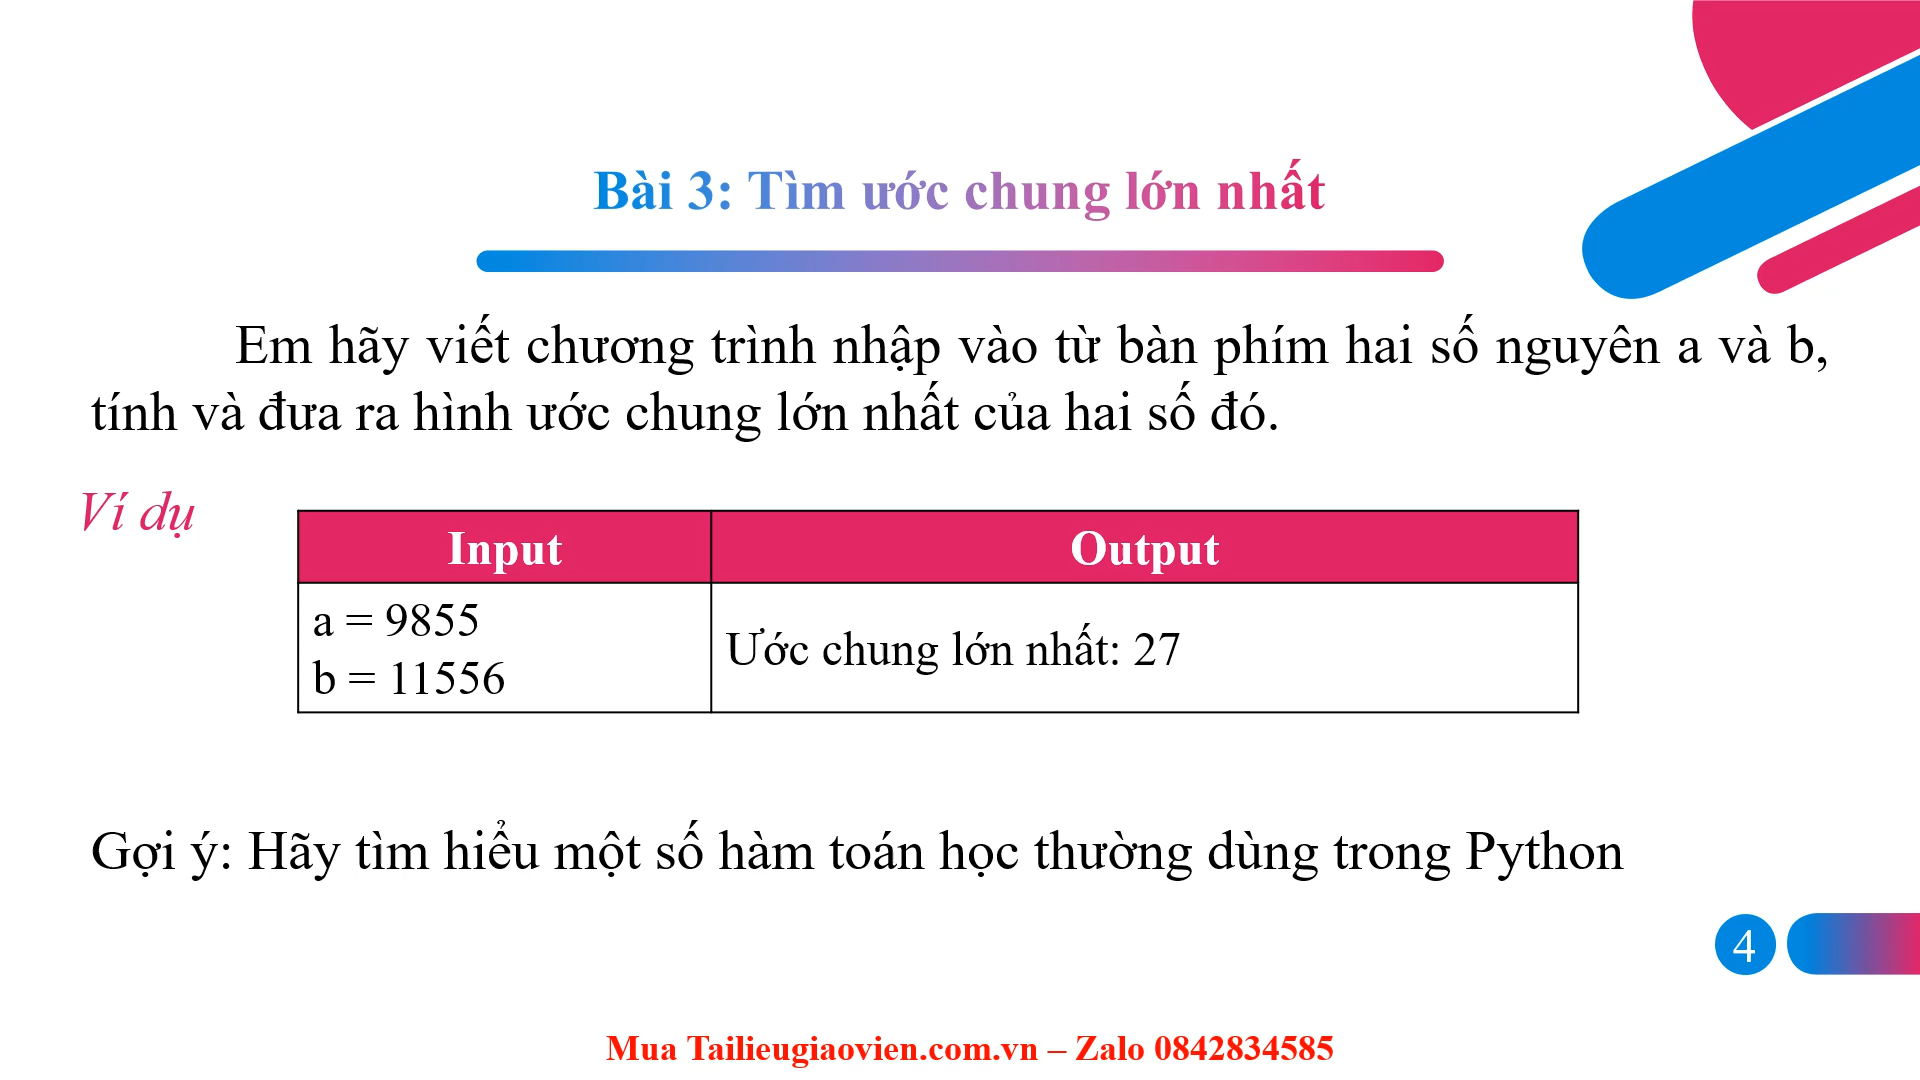 Bài 3: Tìm ước chung lớn nhất
Em hãy viết chương trình nhập vào từ bàn phím hai số nguyên a và b,
tính và đưa ra hình ước chung lớn nhất của hai số đó.
Ví dụ
Input
Output
a = 9855
b = 11556
Ước chung lớn nhất: 27
Gợi ý: Hãy tìm hiểu một số hàm toán học thường dùng trong Python
4
Mua Tailieugiaovien.com.vn – Zalo 0842834585